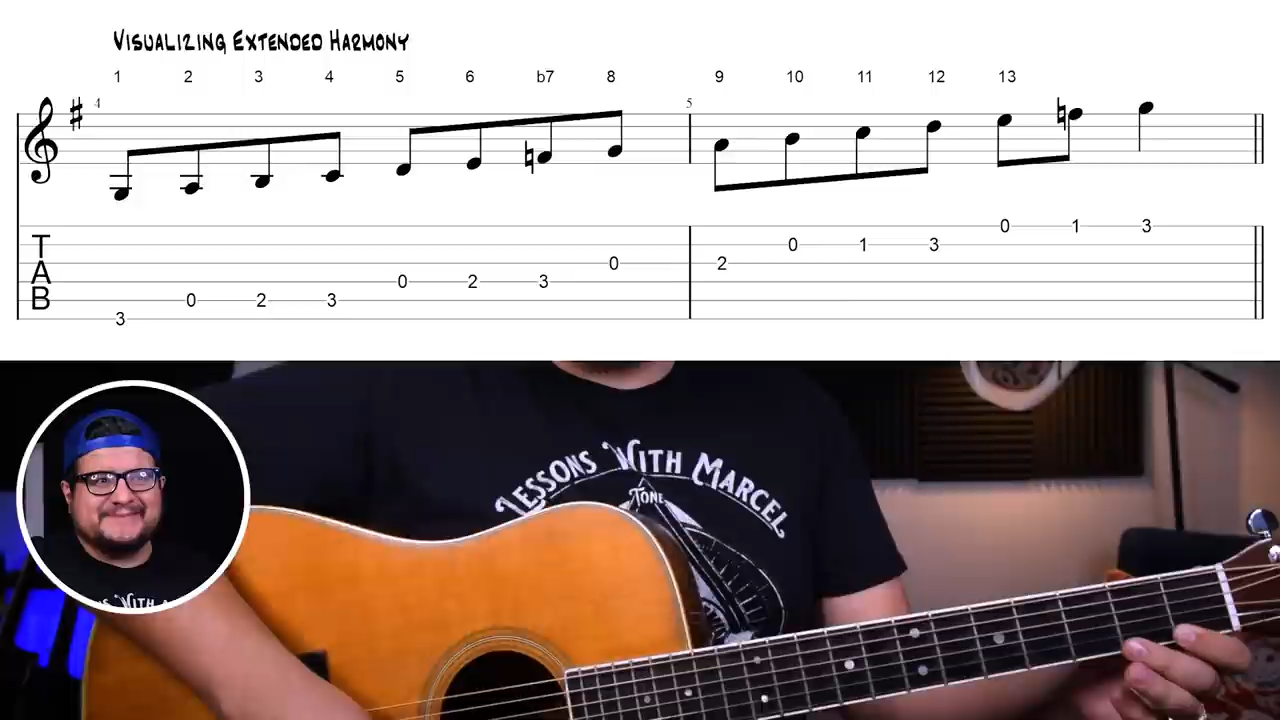 Visualizing Extended Harmony
1 2 3 4 5 6 b7 8 9 10 11 12 13
4 5
T
A
B
0 1 3
0 1 3
0 2
0 2 3
0 2 3
3
Lessons With Marcel
Tone